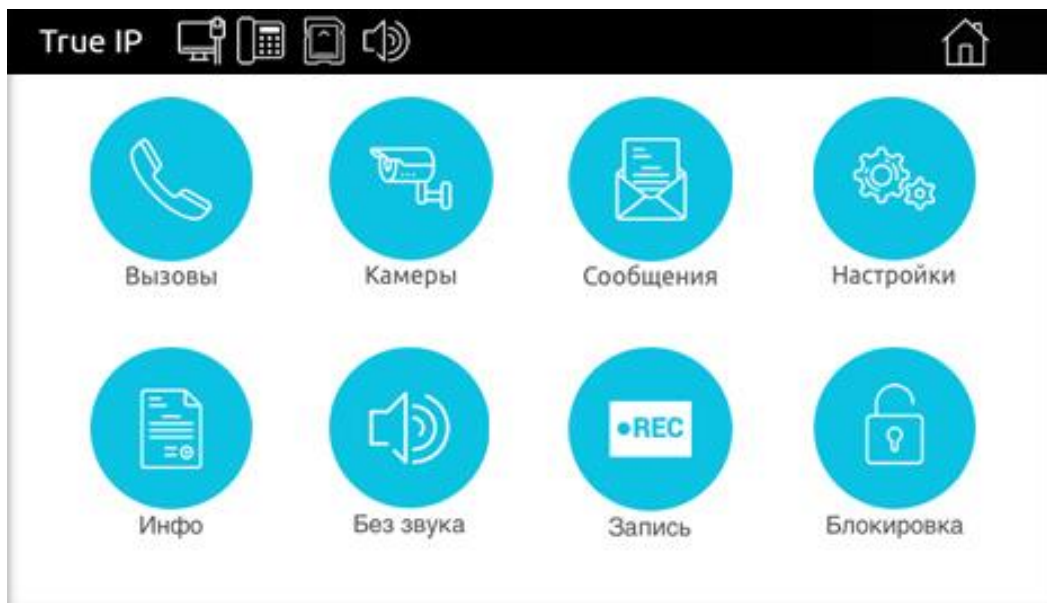 True IP
Вызовы
Камеры
Сообщения
Настройки
•REC
Инфо
Без звука
Запись
Блокировка